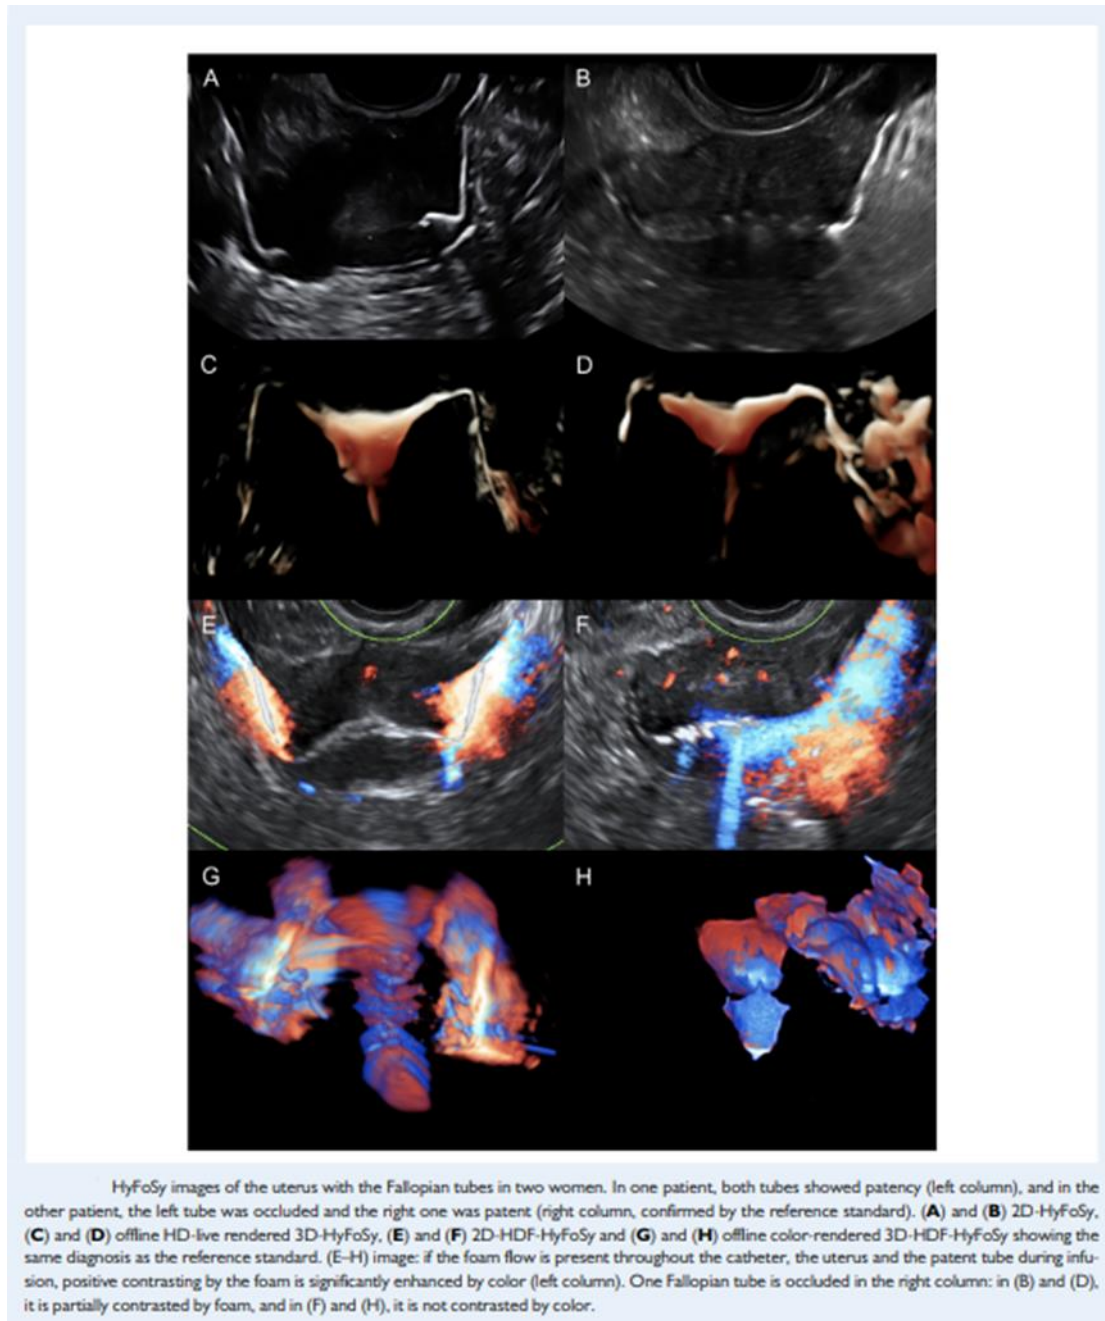 A
B
C
D
E
F
G
H
HyFoSy images of the uterus with the Fallopian tubes in two women. In one patient, both tubes showed patency (left column), and in the
other patient, the left tube was occluded and the right one was patent (right column, confirmed by the reference standard). (A) and (B) 2D-HyFoSy,
(C) and (D) offline HD-live rendered 3D-HyFoSy, (E) and (F) 2D-HDF-HyFoSy and (G) and (H) offline color-rendered 3D-HDF-HyFoSy showing the
same diagnosis as the reference standard. (E–H) image: if the foam flow is present throughout the catheter, the uterus and the patent tube during infu-
sion, positive contrasting by the foam is significantly enhanced by color (left column). One Fallopian tube is occluded in the right column: in (B) and (D),
it is partially contrasted by foam, and in (F) and (H), it is not contrasted by color.